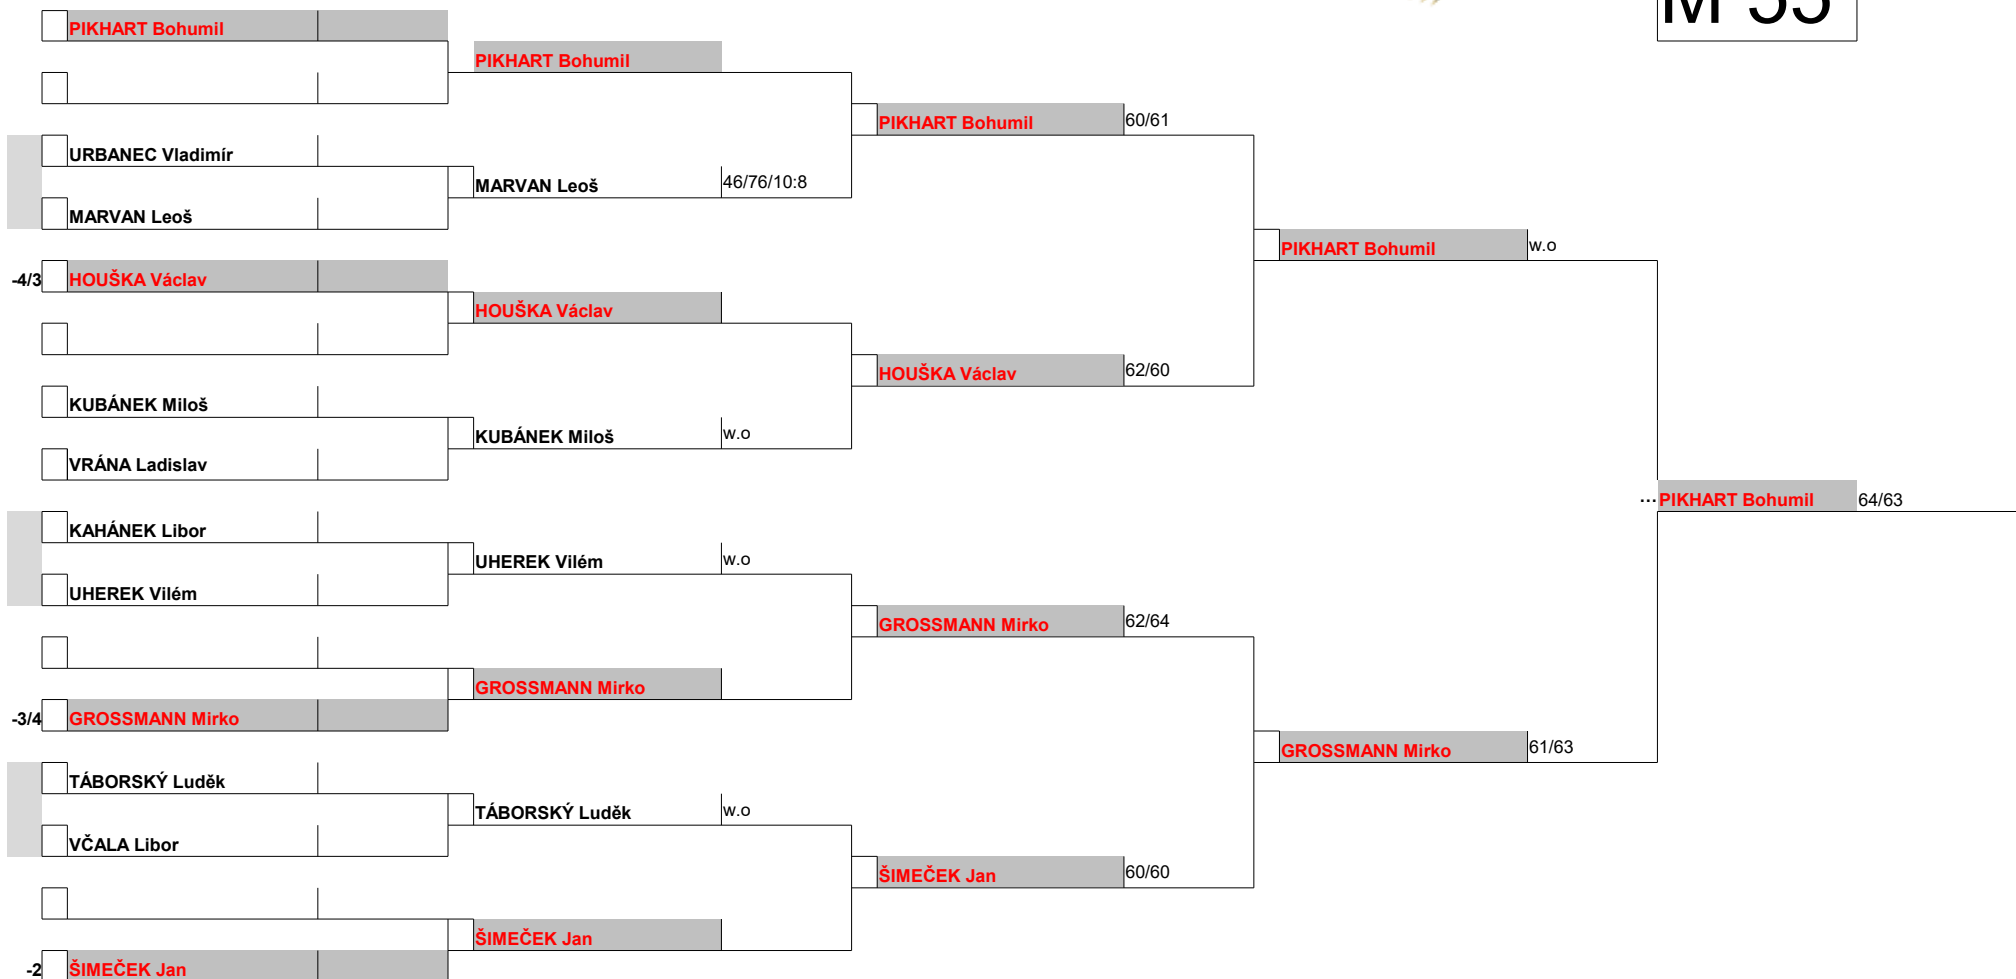 M 55
PIKHART Bohumil
PIKHART Bohumil
PIKHART Bohumil 60/61
URBANEC Vladimír
MARVAN Leoš 46/76/10:8
MARVAN Leoš
PIKHART Bohumil w.o
-4/3 HOUŠKA Václav
HOUŠKA Václav
HOUŠKA Václav 62/60
KUBÁNEK Miloš
KUBÁNEK Miloš w.o
VRÁNA Ladislav
...PIKHART Bohumil 64/63
KAHÁNEK Libor
UHEREK Vilém w.o
UHEREK Vilém
GROSSMANN Mirko 62/64
GROSSMANN Mirko
-3/4 GROSSMANN Mirko
GROSSMANN Mirko 61/63
TÁBORSKÝ Luděk
TÁBORSKÝ Luděk w.o
VČALA Libor
ŠIMEČEK Jan 60/60
ŠIMEČEK Jan
-2 ŠIMEČEK Jan